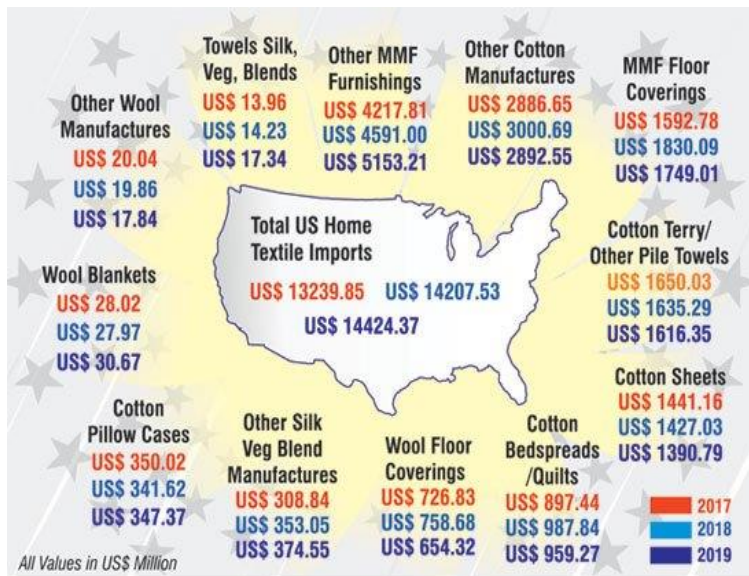 Towels Silk,
Veg, Blends
US$ 13.96
US$ 14.23
US$ 17.34
Other MMF
Furnishings
US$ 4217.81
US$ 4591.00
US$ 5153.21
Other Cotton
Manufactures
US$ 2886.65
US$ 3000.69
US$ 2892.55
MMF Floor
Coverings
US$ 1592.78
US$ 1830.09
US$ 1749.01
Other Wool
Manufactures
US$ 20.04
US$ 19.86
US$ 17.84
Total US Home
Textile Imports
US$ 13239.85 US$ 14207.53
US$ 14424.37
Cotton Terry/
Other Pile Towels
US$ 1650.03
US$ 1635.29
US$ 1616.35
Wool Blankets
US$ 28.02
US$ 27.97
US$ 30.67
Cotton Sheets
US$ 1441.16
US$ 1427.03
US$ 1390.79
Cotton
Pillow Cases
US$ 350.02
US$ 341.62
US$ 347.37
Other Silk
Veg Blend
Manufactures
US$ 308.84
US$ 353.05
US$ 374.55
Wool Floor
Coverings
US$ 726.83
US$ 758.68
US$ 654.32
Cotton
Bedspreads
/Quilts
US$ 897.44
US$ 987.84
US$ 959.27
2017
2018
2019
All Values in US$ Million